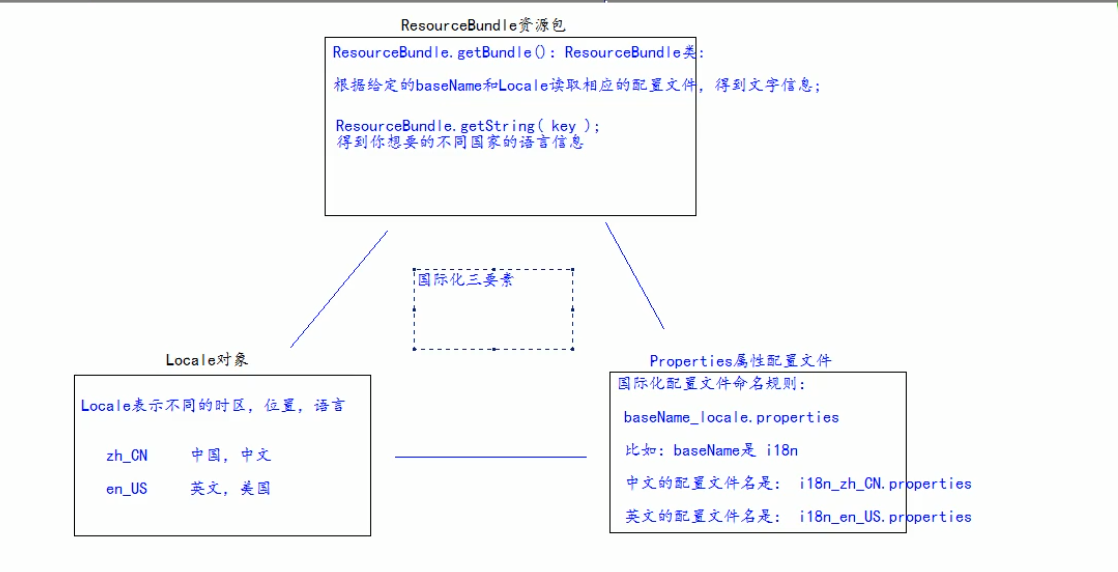 ResourceBundle资源包
ResourceBundle.getBundle(): ResourceBundle类:
根据给定的baseName和Locale读取相应的配置文件, 得到文字信息;
ResourceBundle.getString( key );
得到你想要的不同国家的语言信息
国际化三要素
Locale对象
Locale表示不同的时区, 位置, 语言
zh_CN 中国, 中文
en_US 英文, 美国
Properties属性配置文件
国际化配置文件命名规则:
baseName_locale.properties
比如: baseName是 i18n
中文的配置文件名是: i18n_zh_CN.properties
英文的配置文件名是: i18n_en_US.properties